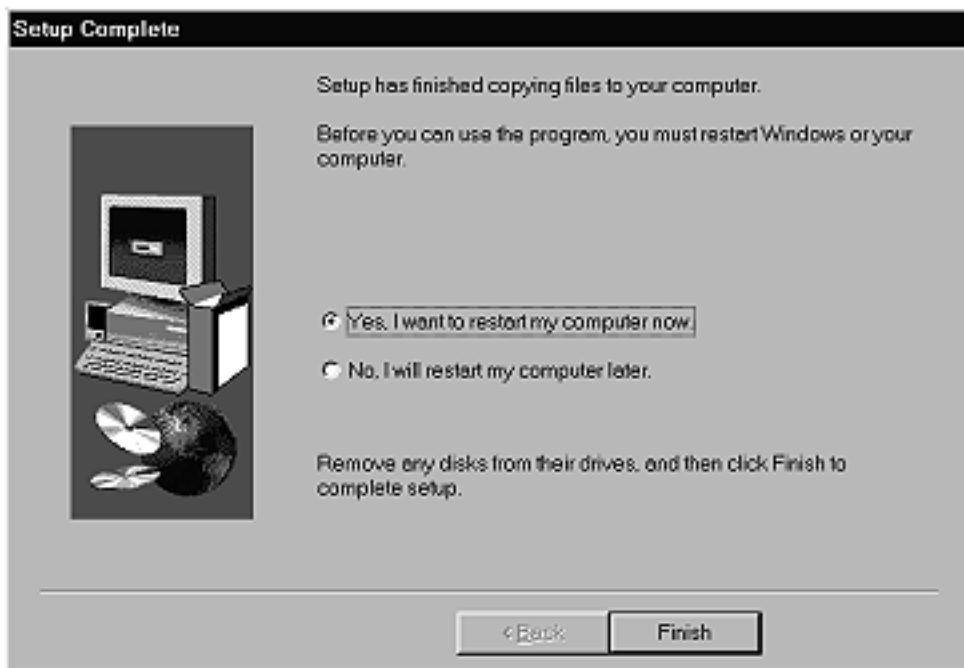 Setup Complete
Setup has finished copying files to your computer.
Before you can use the program, you must restart Windows or your
computer.
Yes, I want to restart my computer now.
No, I will restart my computer later.
Remove any disks from their drives, and then click Finish to
complete setup.
< Back
Finish